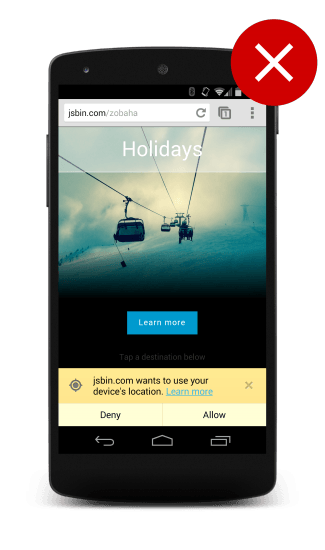 jsbin.com/zobaha
1
Holidays
Learn more
Tap a destination below
jsbin.com wants to use your
device's location. Learn more
Deny
Allow